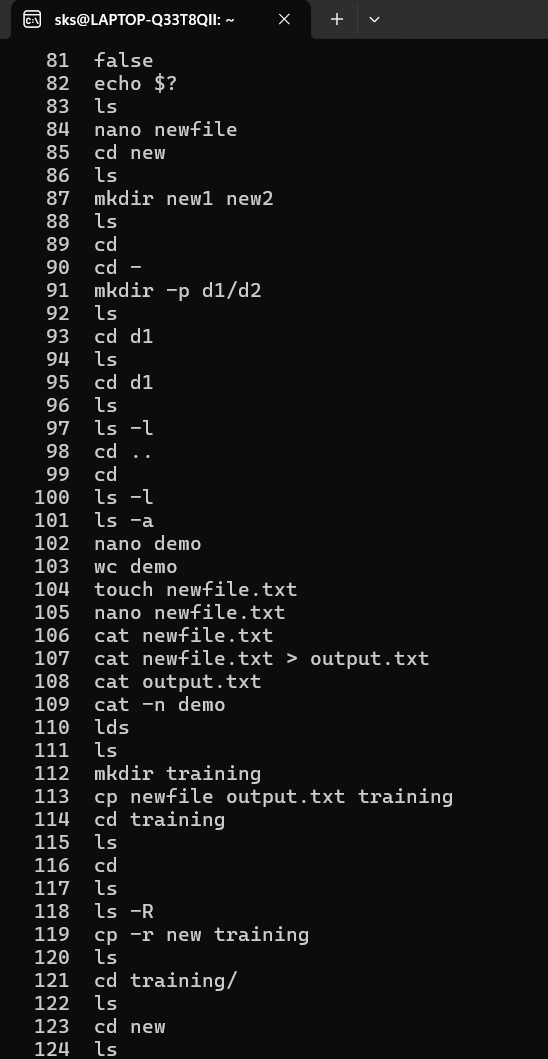 sks@LAPTOP-Q33T8QII: ~
81 false
82 echo $?
83 ls
84 nano newfile
85 cd new
86 ls
87 mkdir new1 new2
88 ls
89 cd
90 cd -
91 mkdir -p d1/d2
92 ls
93 cd d1
94 ls
95 cd d1
96 ls
97 ls -l
98 cd ..
99 cd
100 ls -l
101 ls -a
102 nano demo
103 wc demo
104 touch newfile.txt
105 nano newfile.txt
106 cat newfile.txt
107 cat newfile.txt > output.txt
108 cat output.txt
109 cat -n demo
110 lds
111 ls
112 mkdir training
113 cp newfile output.txt training
114 cd training
115 ls
116 cd
117 ls
118 ls -R
119 cp -r new training
120 ls
121 cd training/
122 ls
123 cd new
124 ls